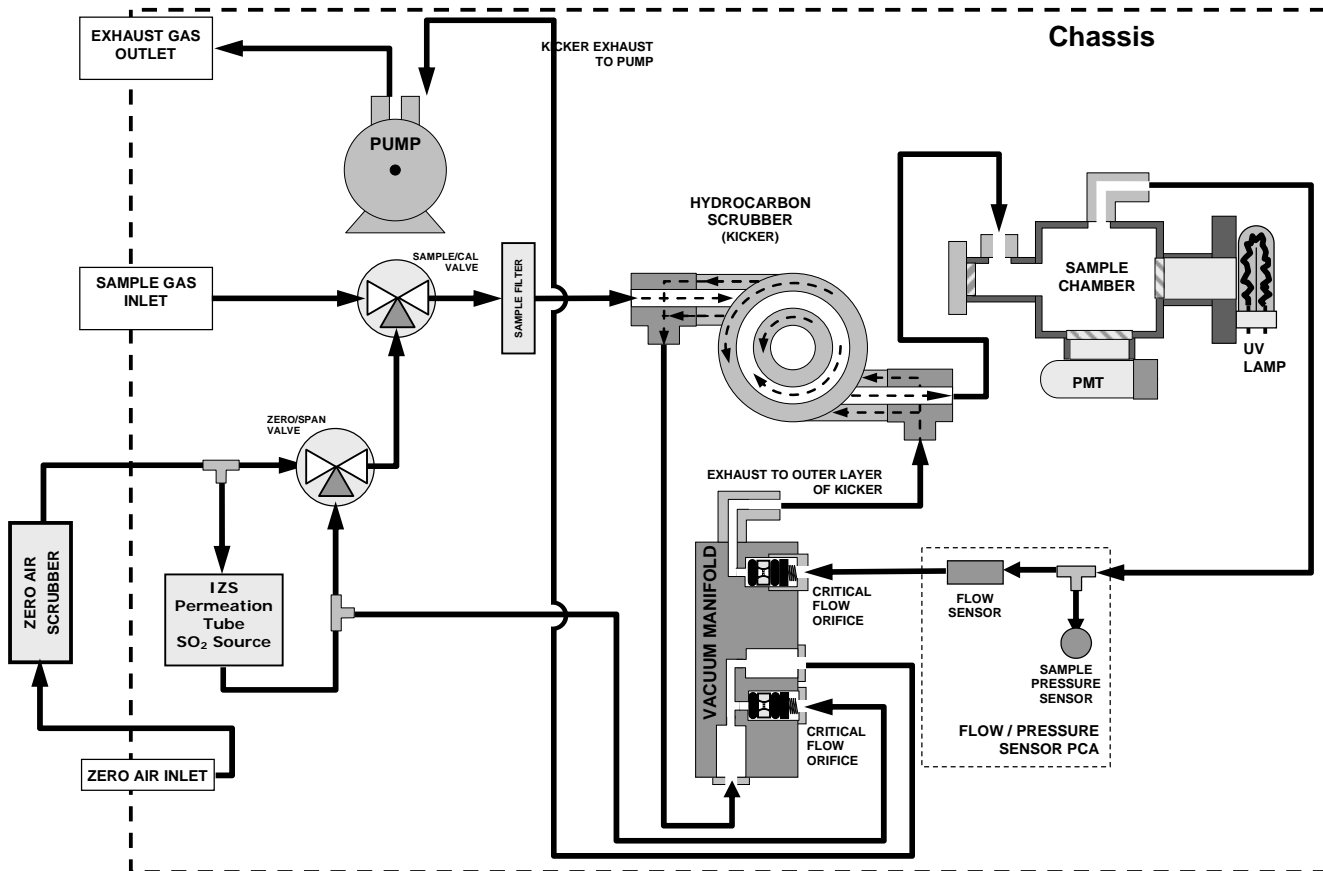 Chassis
EXHAUST GAS
OUTLET
KICKER EXHAUST
TO PUMP
PUMP
HYDROCARBON
SCRUBBER
(KICKER)
SAMPLE/CAL
VALVE
SAMPLE FILTER
SAMPLE GAS
INLET
SAMPLE
CHAMBER
UV
LAMP
PMT
ZERO/SPAN
VALVE
EXHAUST TO OUTER LAYER
OF KICKER
ZERO AIR
SCRUBBER
IZS
Permeation
Tube
SO₂ Source
VACUUM MANIFOLD
CRITICAL
FLOW
ORIFICE
FLOW
SENSOR
SAMPLE
PRESSURE
SENSOR
CRITICAL
FLOW
ORIFICE
FLOW / PRESSURE
SENSOR PCA
ZERO AIR INLET